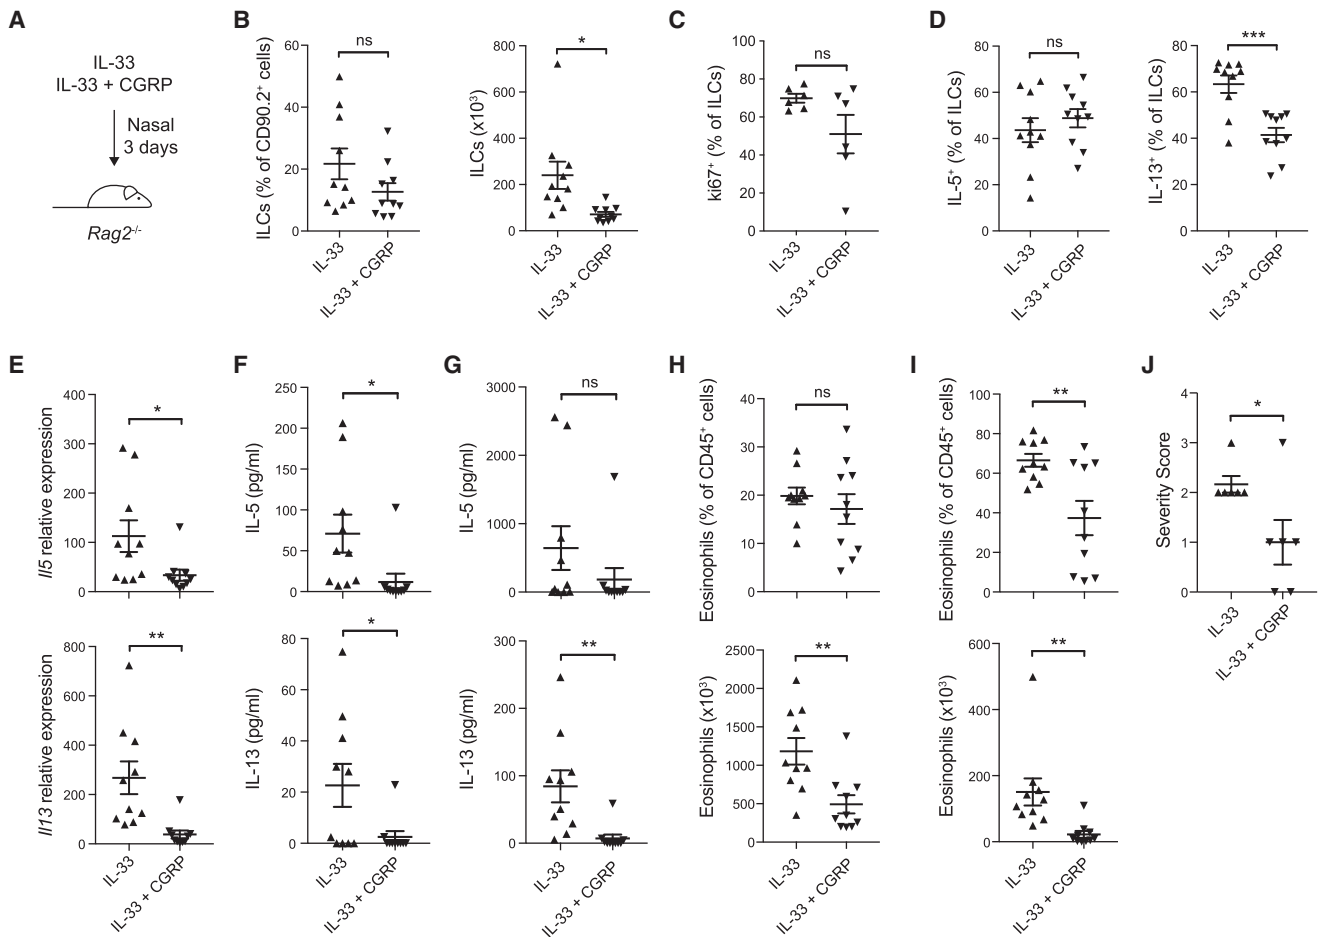 A
IL-33
IL-33 + CGRP
Nasal
3 days
Rag2-/-
B
ILCs (% of CD90.2+ cells)
60
40
20
0
ns
IL-33
IL-33 + CGRP
ILCs (x10³)
800
600
400
200
0
*
IL-33
IL-33 + CGRP
C
ki67+ (% of ILCs)
100
80
60
40
20
0
ns
IL-33
IL-33 + CGRP
D
IL-5+ (% of ILCs)
80
60
40
20
0
ns
IL-33
IL-33 + CGRP
IL-13+ (% of ILCs)
80
60
40
20
0
***
IL-33
IL-33 + CGRP
E
Il5 relative expression
400
300
200
100
0
*
Il13 relative expression
800
600
400
200
0
**
IL-33
IL-33 + CGRP
F
IL-5 (pg/ml)
250
200
150
100
50
0
*
IL-13 (pg/ml)
80
60
40
20
0
*
IL-33
IL-33 + CGRP
G
IL-5 (pg/ml)
3000
2000
1000
0
ns
IL-13 (pg/ml)
300
200
100
0
**
IL-33
IL-33 + CGRP
H
Eosinophils (% of CD45+ cells)
40
30
20
10
0
ns
Eosinophils (x10³)
2500
2000
1500
1000
500
0
**
IL-33
IL-33 + CGRP
I
Eosinophils (% of CD45+ cells)
100
80
60
40
20
0
**
Eosinophils (x10³)
600
400
200
0
**
IL-33
IL-33 + CGRP
J
Severity Score
4
3
2
1
0
*
IL-33
IL-33 + CGRP